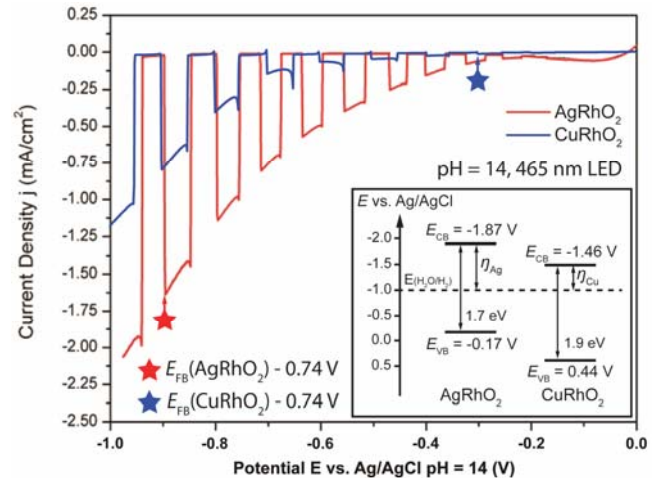 0.00
-0.25
-0.50
-0.75
-1.00
-1.25
-1.50
-1.75
-2.00
-2.25
-2.50
Current Density j (mA/cm²)
AgRhO₂
CuRhO₂
pH = 14, 465 nm LED
E vs. Ag/AgCl
-2.0
-1.5
-1.0
-0.5
0.0
0.5
E_CB = -1.87 V
E_CB = -1.46 V
η_Ag
η_Cu
E(H₂O/H₂)
1.7 eV
1.9 eV
E_VB = -0.17 V
E_VB = 0.44 V
AgRhO₂
CuRhO₂
E_FB(AgRhO₂) - 0.74 V
E_FB(CuRhO₂) - 0.74 V
-1.0 -0.8 -0.6 -0.4 -0.2 0.0
Potential E vs. Ag/AgCl pH = 14 (V)